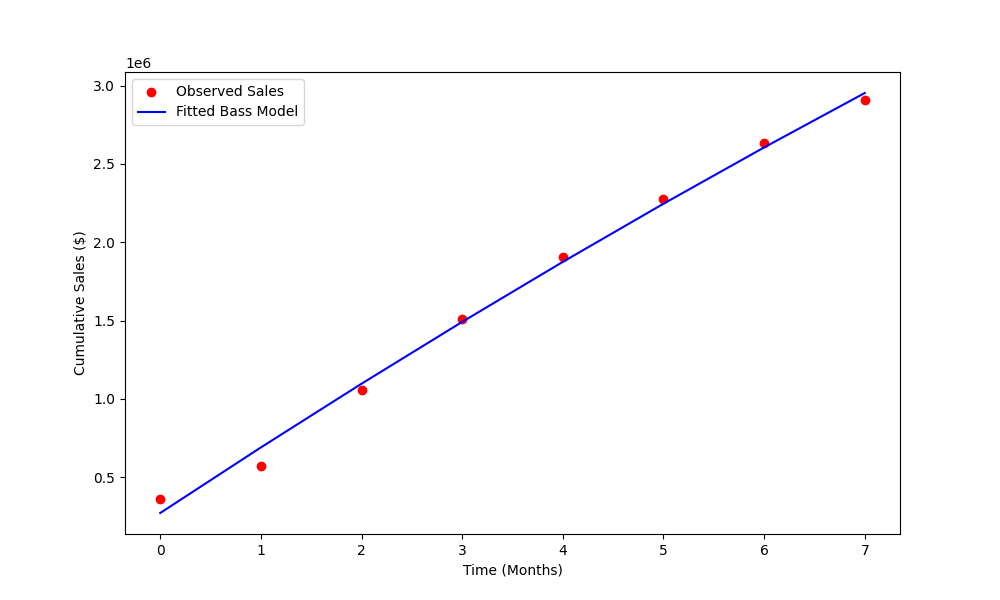 1e6
Observed Sales
Fitted Bass Model
3.0
2.5
2.0
1.5
1.0
0.5
Cumulative Sales ($)
0 1 2 3 4 5 6 7
Time (Months)